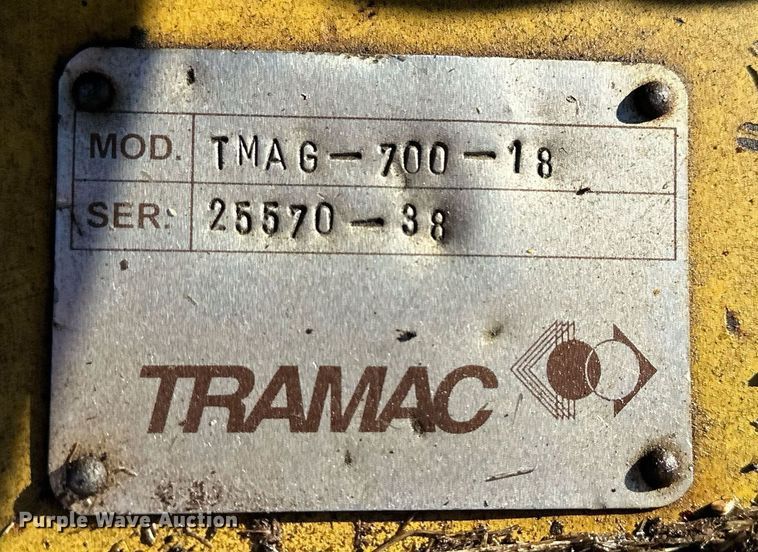 MOD. TMAG-700-18
SER. 25570-38
TRAMAC
Purple Wave Auction